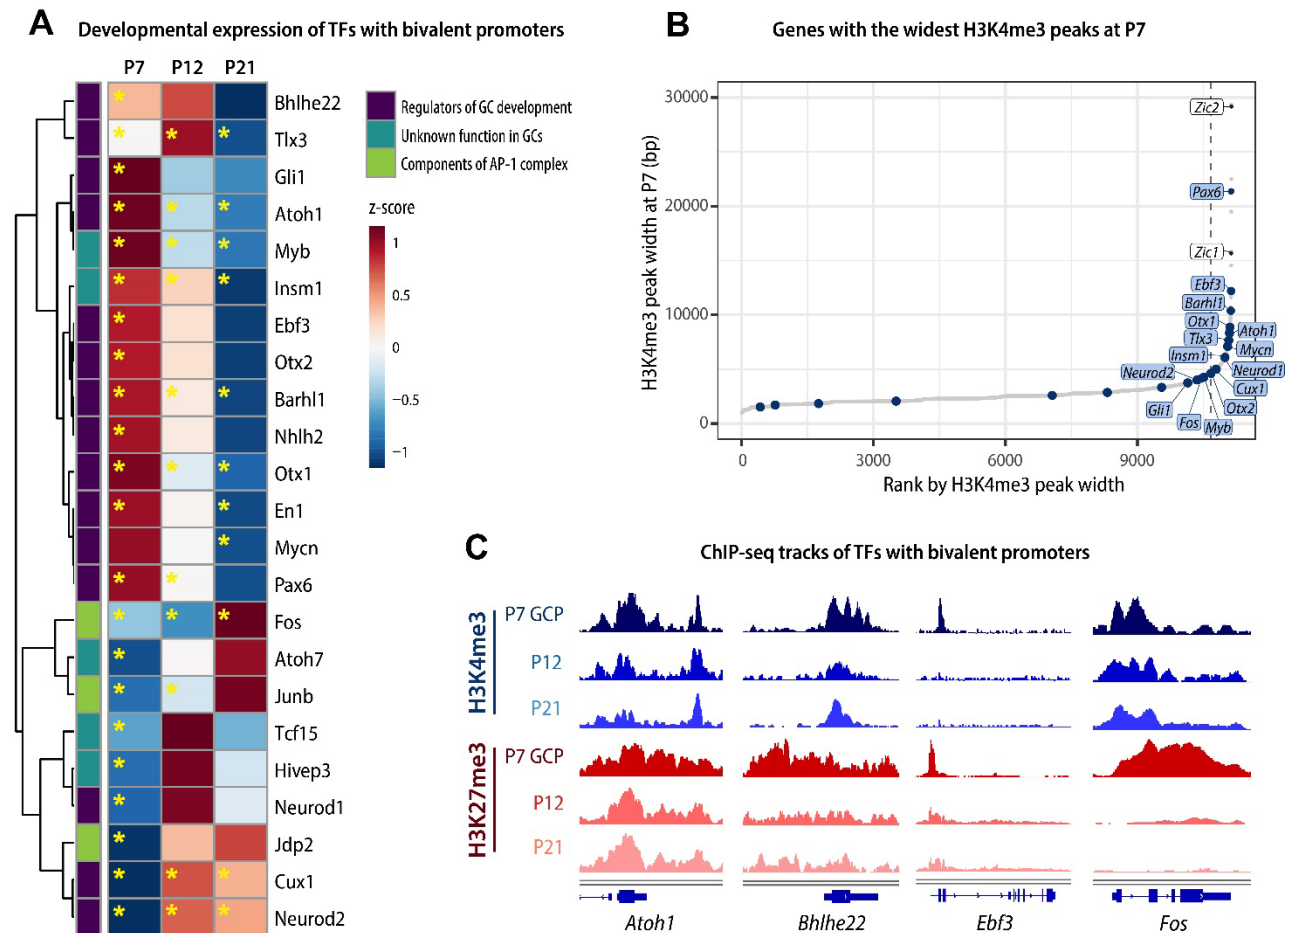 A
Developmental expression of TFs with bivalent promoters
P7 P12 P21
Bhlhe22
Tlx3
Gli1
Atoh1
Myb
Insm1
Ebf3
Otx2
Barhl1
Nhlh2
Otx1
En1
Mycn
Pax6
Fos
Atoh7
Junb
Tcf15
Hivep3
Neurod1
Jdp2
Cux1
Neurod2
Regulators of GC development
Unknown function in GCs
Components of AP-1 complex
z-score
1
0.5
0
−0.5
−1
B
Genes with the widest H3K4me3 peaks at P7
H3K4me3 peak width at P7 (bp)
30000
20000
10000
0
Zic2
Pax6
Zic1
Ebf3
Barhl1
Otx1
Atoh1
Tlx3
Mycn
Insm1
Neurod2
Neurod1
Cux1
Gli1
Otx2
Fos
Myb
0 3000 6000 9000
Rank by H3K4me3 peak width
C
ChIP-seq tracks of TFs with bivalent promoters
H3K4me3
P7 GCP
P12
P21
H3K27me3
P7 GCP
P12
P21
Atoh1 Bhlhe22 Ebf3 Fos